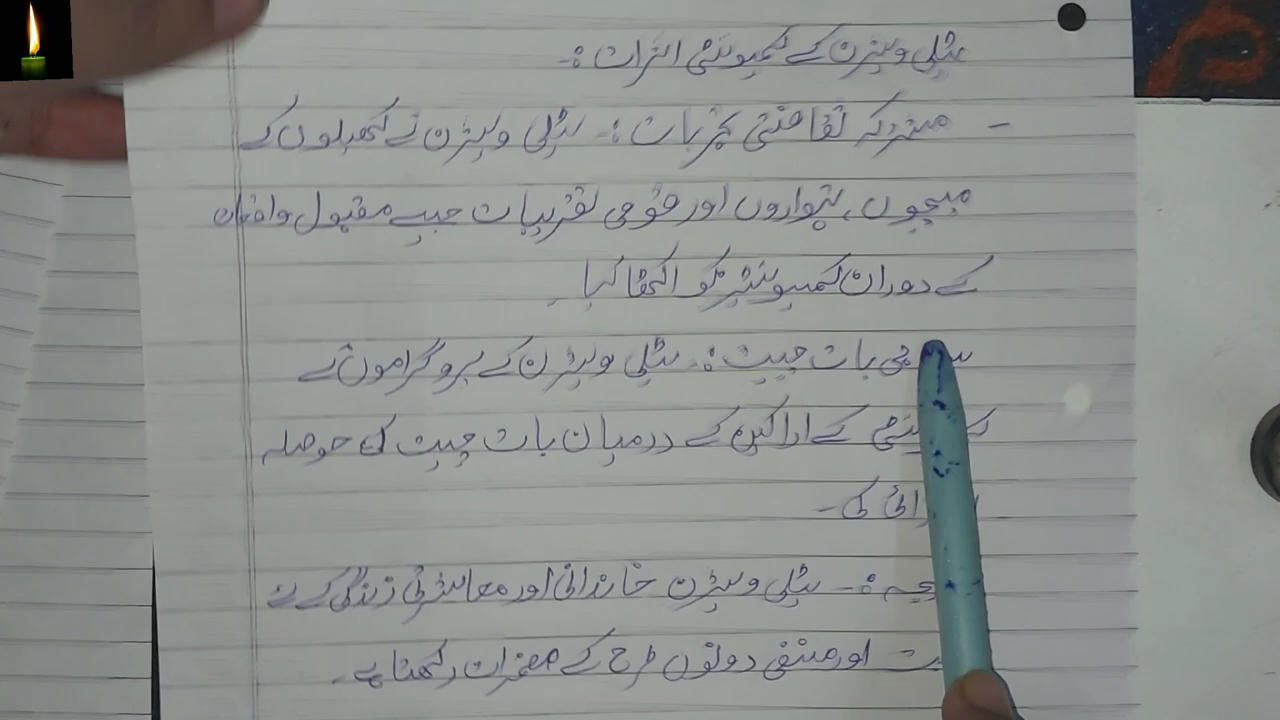 ٹیلی ویژن کے کمیونٹی اثرات :-
- مشترکہ ثقافتی تجربات :- ٹیلی ویژن نے کھیلوں کے
میچوں، تہواروں اور قومی تقریبات جیسے مقبول واقعات
کے دوران کمیونٹیز کو اکٹھا کیا ۔
سماجی بات چیت :- ٹیلی ویژن کے پروگراموں نے
کے اراکین کے درمیان بات چیت کی حوصلہ
کی -
:- ٹیلی ویژن خاندانی اور معاشرتی زندگی کے لئے
اور منفی دونوں طرح کے مضمرات رکھتا ہے ۔